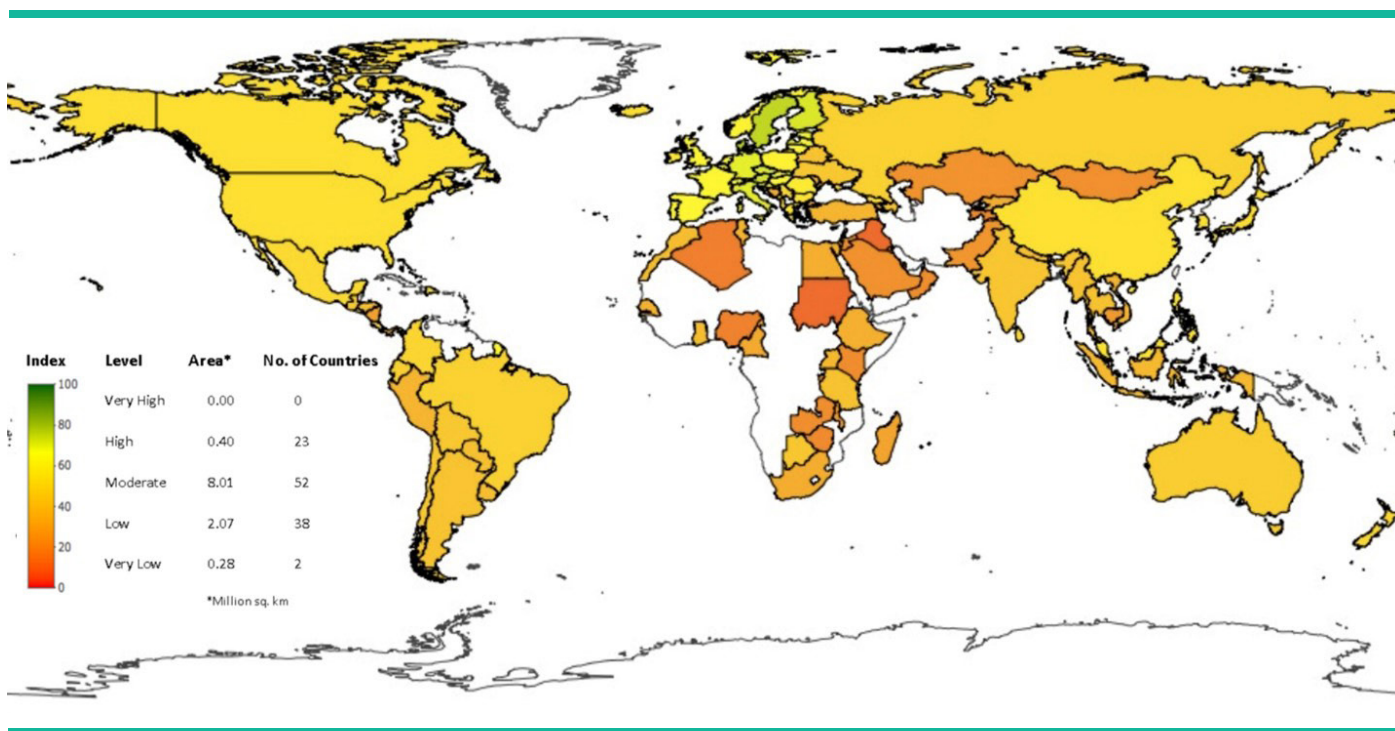 Index Level Area* No. of Countries
100
Very High 0.00 0
80
High 0.40 23
60
Moderate 8.01 52
40
Low 2.07 38
20
Very Low 0.28 2
0
*Million sq. km